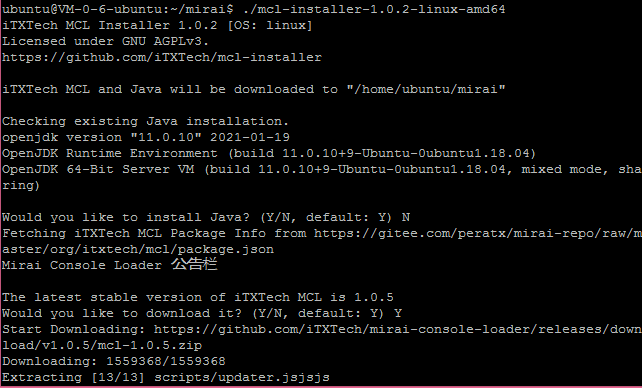 ubuntu@VM-0-6-ubuntu:~/mirai$ ./mcl-installer-1.0.2-linux-amd64
iTXTech MCL Installer 1.0.2 [OS: linux]
Licensed under GNU AGPLv3.
https://github.com/iTXTech/mcl-installer
iTXTech MCL and Java will be downloaded to "/home/ubuntu/mirai"
Checking existing Java installation.
openjdk version "11.0.10" 2021-01-19
OpenJDK Runtime Environment (build 11.0.10+9-Ubuntu-0ubuntu1.18.04)
OpenJDK 64-Bit Server VM (build 11.0.10+9-Ubuntu-0ubuntu1.18.04, mixed mode, sha
ring)
Would you like to install Java? (Y/N, default: Y) N
Fetching iTXTech MCL Package Info from https://gitee.com/peratx/mirai-repo/raw/m
aster/org/itxtech/mcl/package.json
Mirai Console Loader 公告栏
The latest stable version of iTXTech MCL is 1.0.5
Would you like to download it? (Y/N, default: Y) Y
Start Downloading: https://github.com/iTXTech/mirai-console-loader/releases/down
load/v1.0.5/mcl-1.0.5.zip
Downloading: 1559368/1559368
Extracting [13/13] scripts/updater.jsjsjs